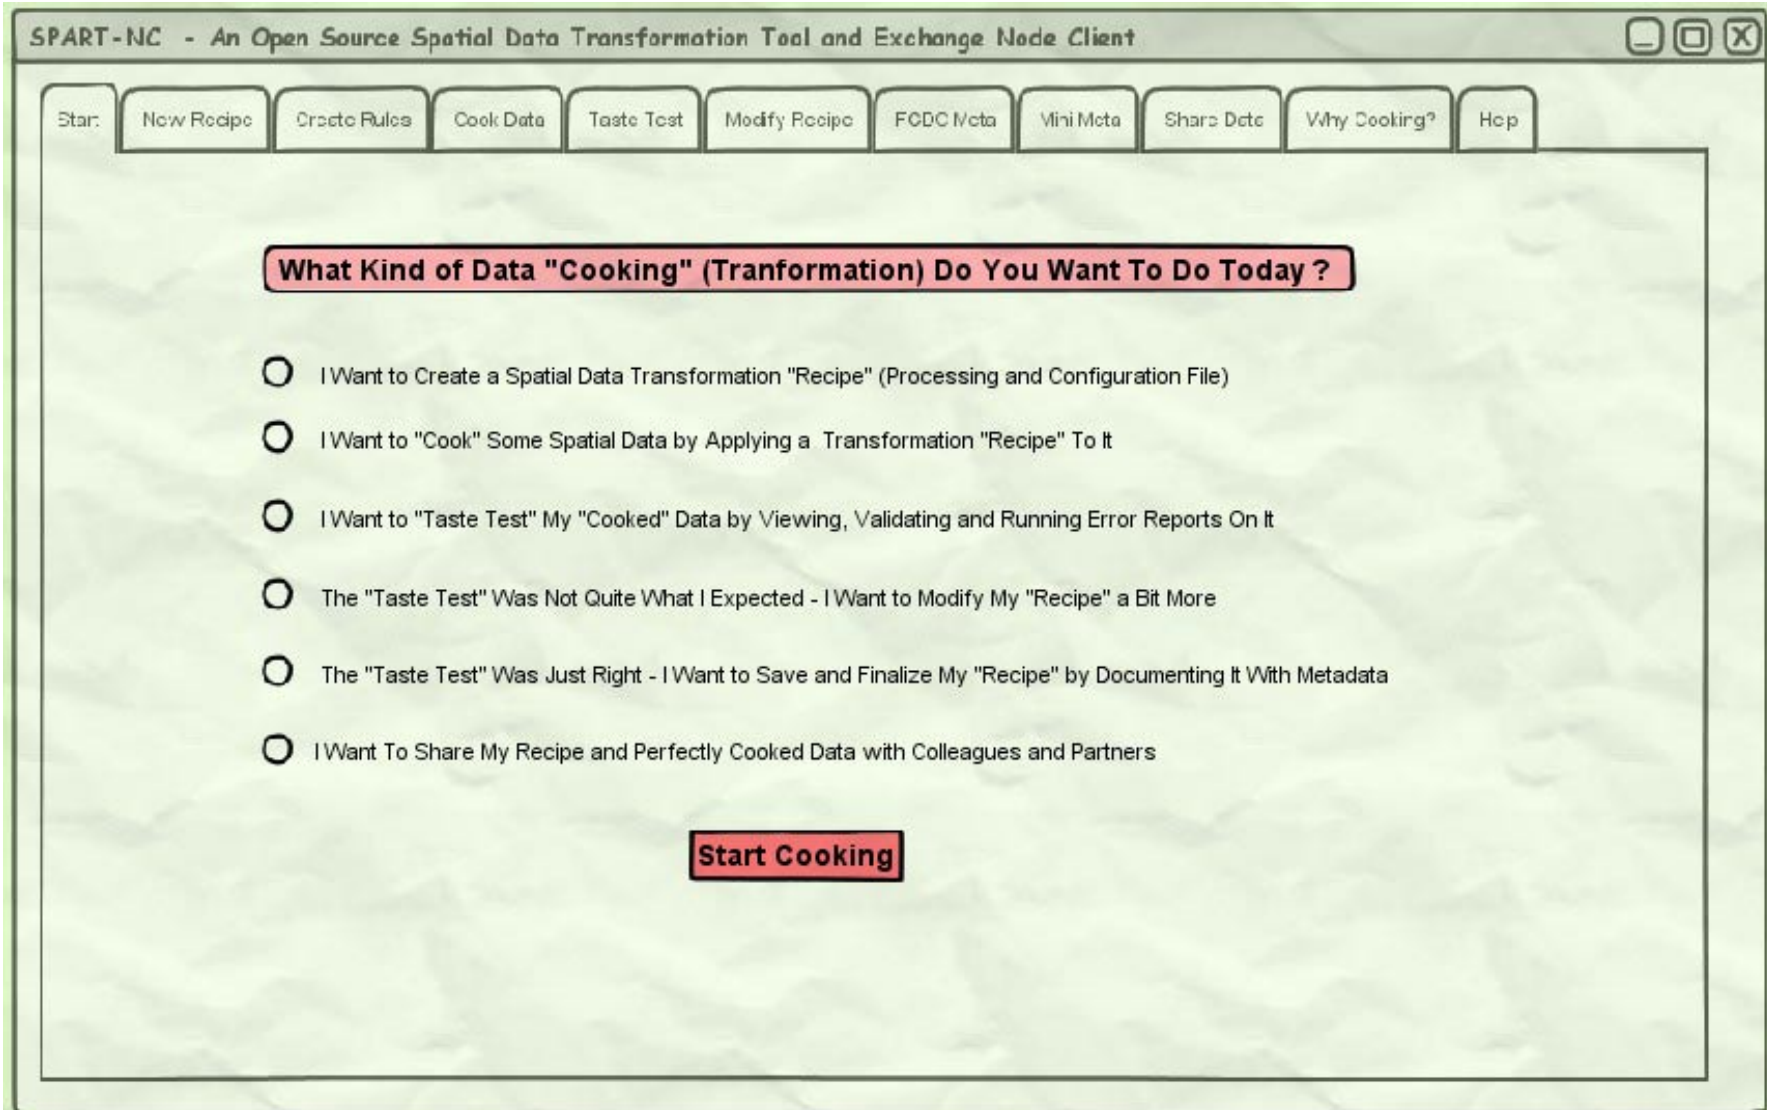 SPART-NC - An Open Source Spatial Data Transformation Tool and Exchange Node Client
Start New Recipe Create Rules Cook Data Taste Test Modify Recipe FGDC Meta Mini Meta Share Data Why Cooking? Help
What Kind of Data "Cooking" (Tranformation) Do You Want To Do Today ?
I Want to Create a Spatial Data Transformation "Recipe" (Processing and Configuration File)
I Want to "Cook" Some Spatial Data by Applying a Transformation "Recipe" To It
I Want to "Taste Test" My "Cooked" Data by Viewing, Validating and Running Error Reports On It
The "Taste Test" Was Not Quite What I Expected - I Want to Modify My "Recipe" a Bit More
The "Taste Test" Was Just Right - I Want to Save and Finalize My "Recipe" by Documenting It With Metadata
I Want To Share My Recipe and Perfectly Cooked Data with Colleagues and Partners
Start Cooking